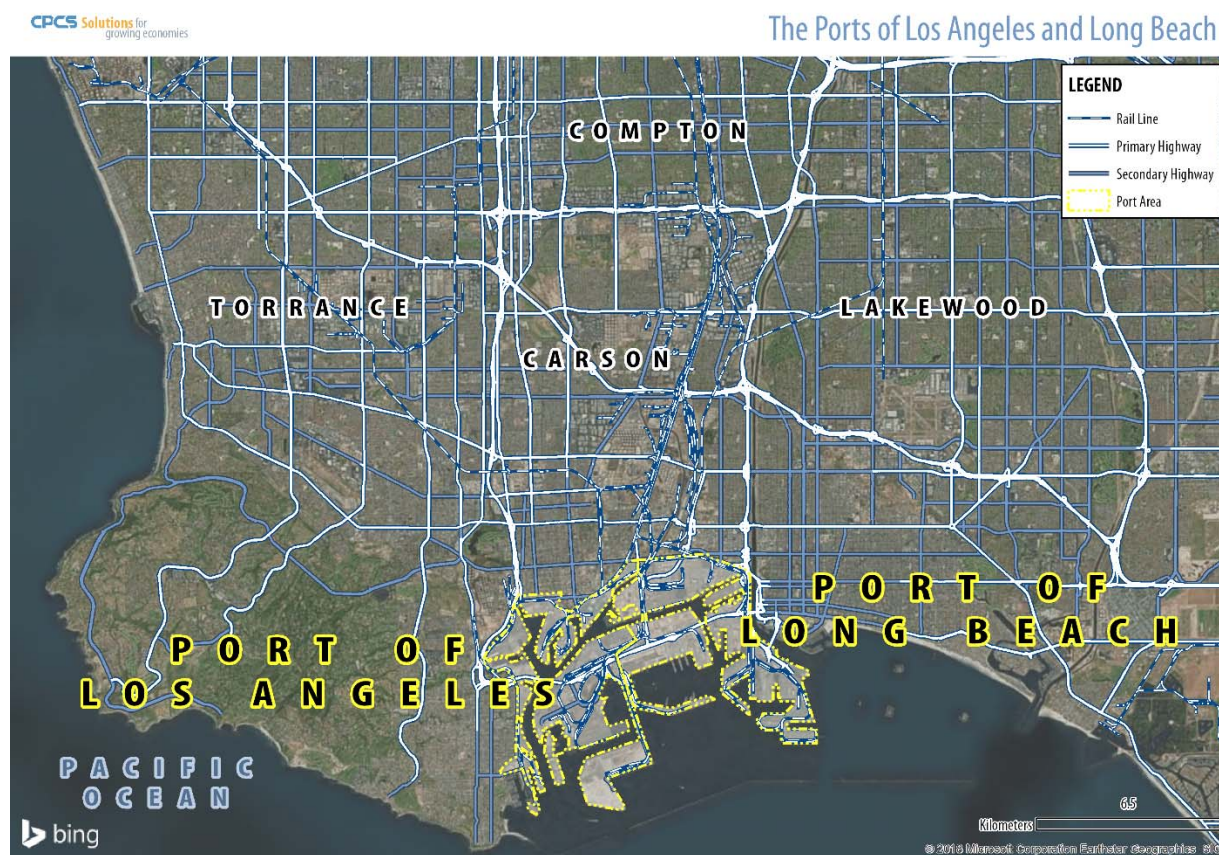 CPCS Solutions for
growing economies
The Ports of Los Angeles and Long Beach
LEGEND
Rail Line
Primary Highway
Secondary Highway
Port Area
COMPTON
TORRANCE
LAKEWOOD
CARSON
PORT OF
LONG BEACH
PORT OF
LOS ANGELES
PACIFIC
OCEAN
bing
6.5
Kilometers
© 2016 Microsoft Corporation Earthstar Geographics